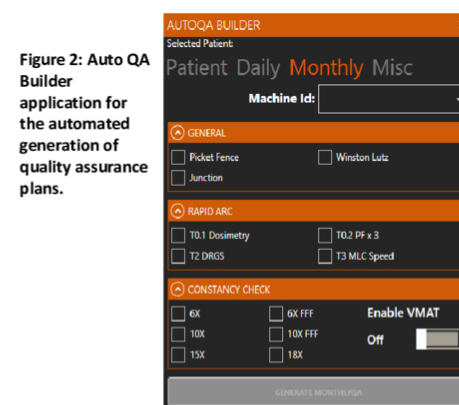 Figure 2: Auto QA
Builder
application for
the automated
generation of
quality assurance
plans.
AUTOQA BUILDER
Selected Patient:
Patient Daily Monthly Misc
Machine Id:
GENERAL
Picket Fence
Winston Lutz
Junction
RAPID ARC
T0.1 Dosimetry
T0.2 PF x 3
T2 DRGS
T3 MLC Speed
CONSTANCY CHECK
6X
6X FFF
Enable VMAT
10X
10X FFF
Off
15X
18X
GENERATE MONTHLYQA